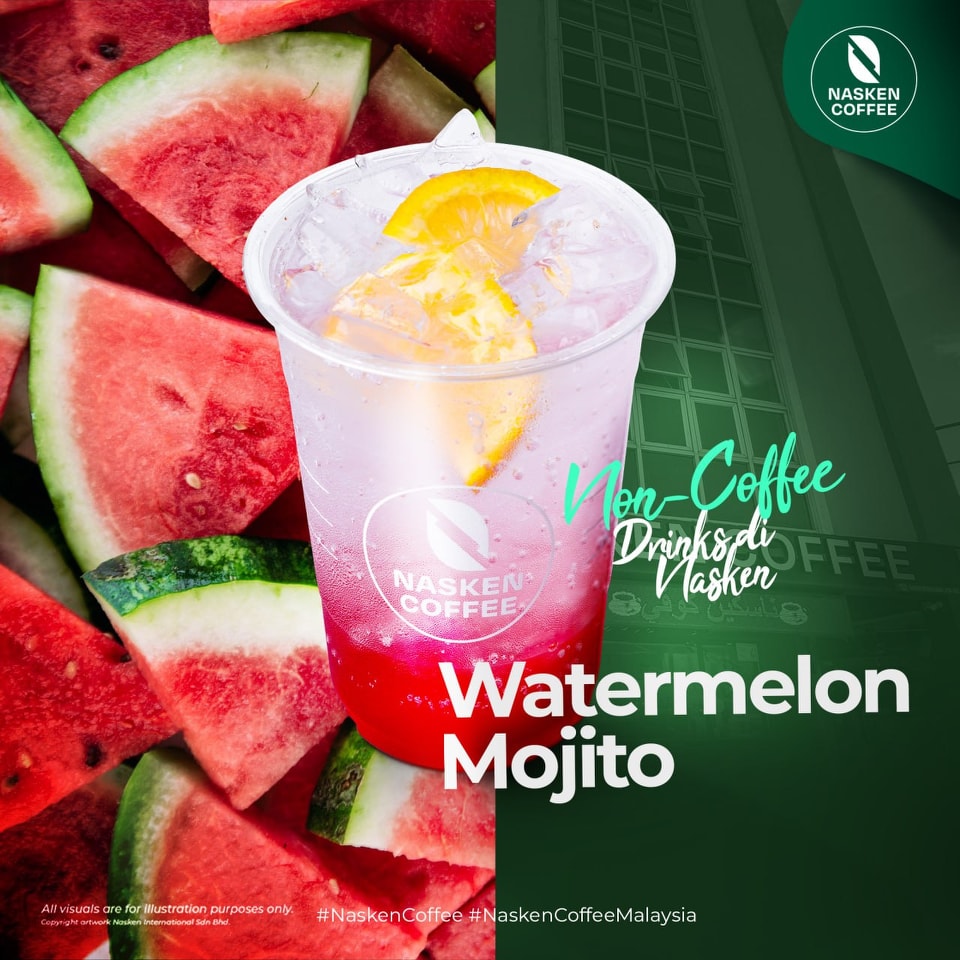 NASKEN
COFFEE
Non-Coffee
Drinks di
Nasken
COFFEE
NASKEN
COFFEE
Watermelon
Mojito
All visuals are for illustration purposes only.
Copyright artwork Nasken International Sdn Bhd.
#NaskenCoffee #NaskenCoffeeMalaysia